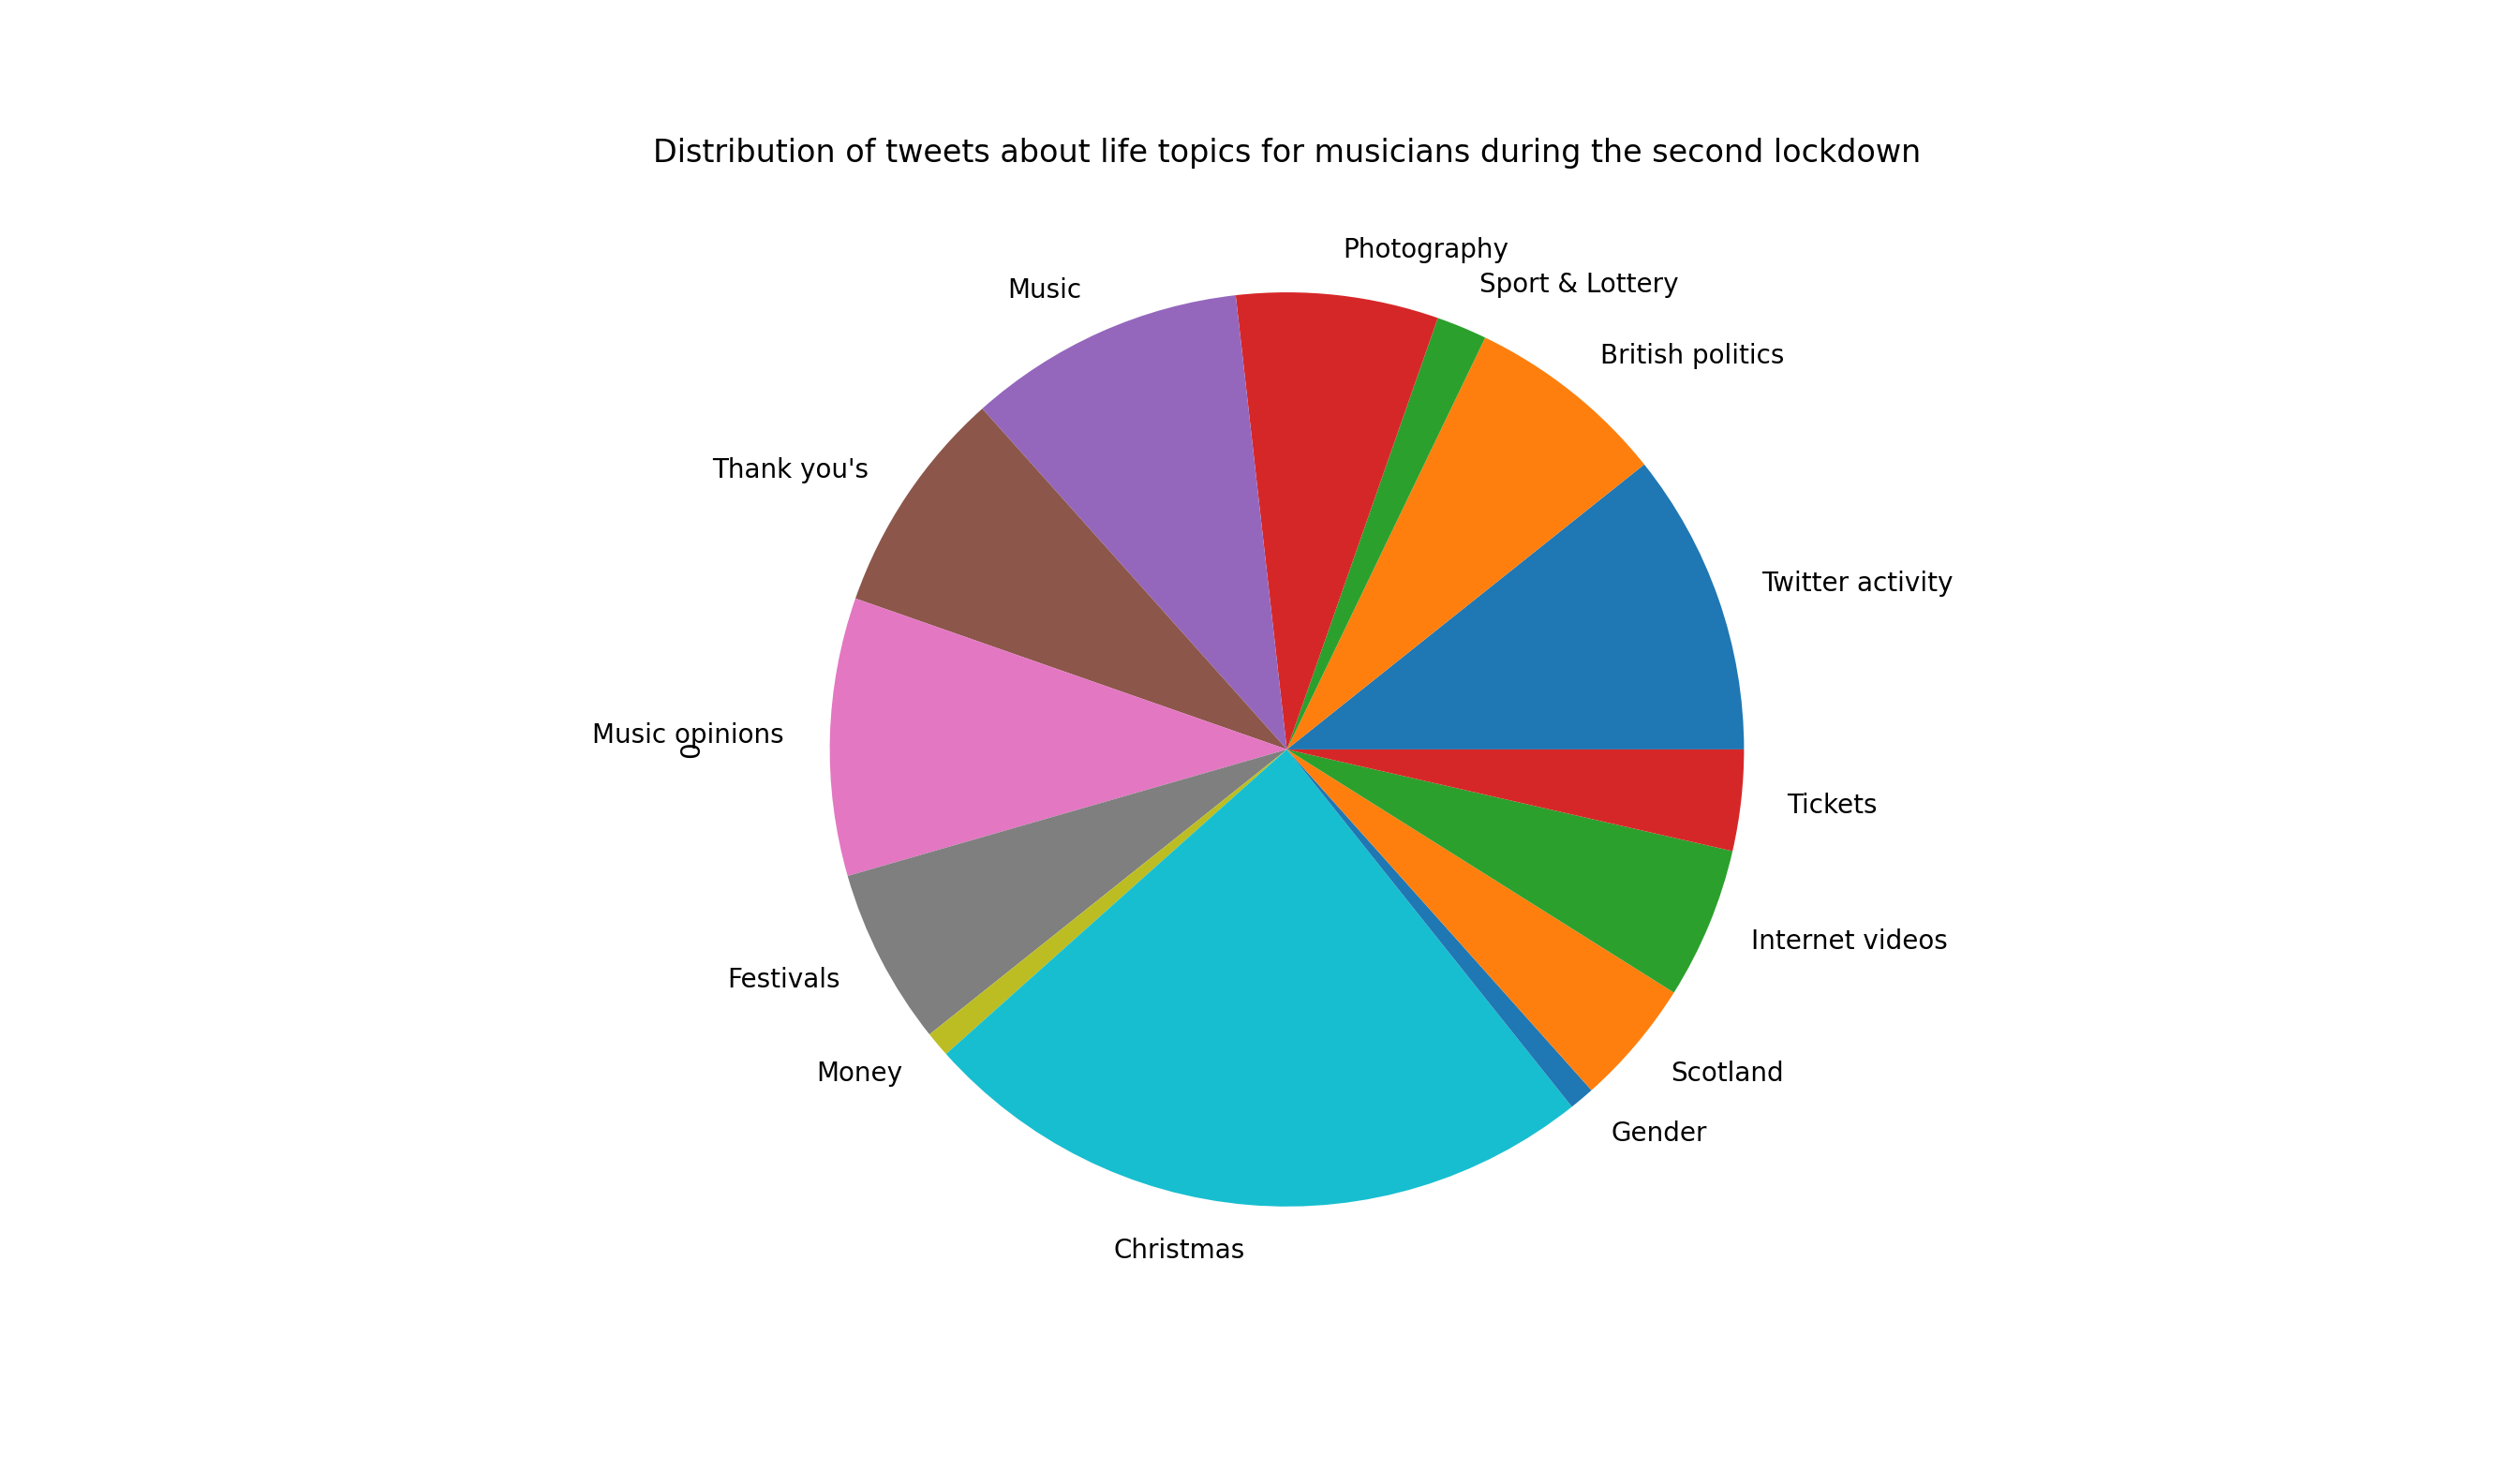 Distribution of tweets about life topics for musicians during the second lockdown
Photography
Sport & Lottery
Music
British politics
Thank you's
Twitter activity
Music opinions
0
Tickets
Internet videos
Festivals
Money
Scotland
Gender
Christmas